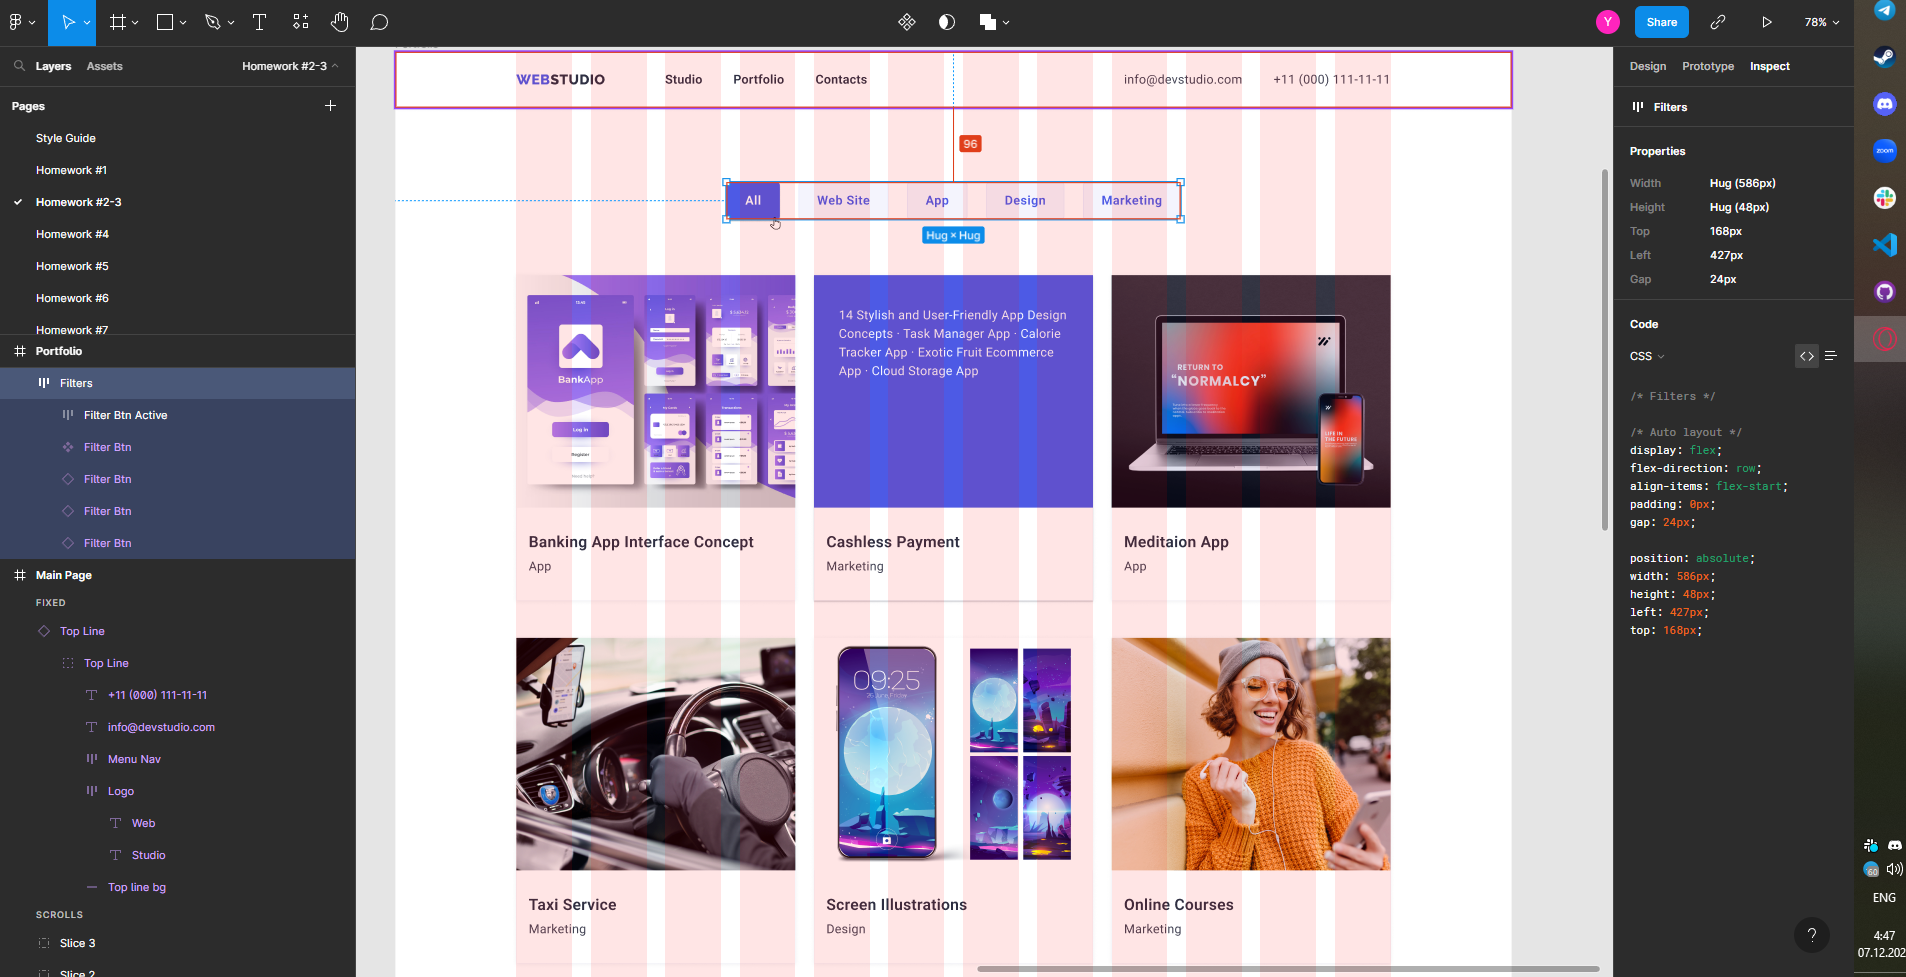 Share
78%
Layers
Assets
Homework #2-3
Pages
Style Guide
Homework #1
Homework #2-3
Homework #4
Homework #5
Homework #6
Homework #7
Portfolio
Filters
Filter Btn Active
Filter Btn
Filter Btn
Filter Btn
Filter Btn
Main Page
FIXED
Top Line
Top Line
+11 (000) 111-11-11
info@devstudio.com
Menu Nav
Logo
Web
Studio
Top line bg
SCROLLS
Slice 3
Slice 2
WEBSTUDIO
Studio
Portfolio
Contacts
info@devstudio.com
+11 (000) 111-11-11
96
All
Web Site
App
Design
Marketing
Hug × Hug
BankApp
Log In
Register
14 Stylish and User-Friendly App Design
Concepts · Task Manager App · Calorie
Tracker App · Exotic Fruit Ecommerce
App · Cloud Storage App
RETURN TO
“NORMALCY”
LIFE IN
THE FUTURE
Banking App Interface Concept
App
Cashless Payment
Marketing
Meditaion App
App
09:25
Taxi Service
Marketing
Screen Illustrations
Design
Online Courses
Marketing
Y
Design
Prototype
Inspect
Filters
Properties
Width
Hug (586px)
Height
Hug (48px)
Top
168px
Left
427px
Gap
24px
Code
CSS
/* Filters */
/* Auto layout */
display: flex;
flex-direction: row;
align-items: flex-start;
padding: 0px;
gap: 24px;
position: absolute;
width: 586px;
height: 48px;
left: 427px;
top: 168px;
?
zoom
60
ENG
4:47
07.12.202